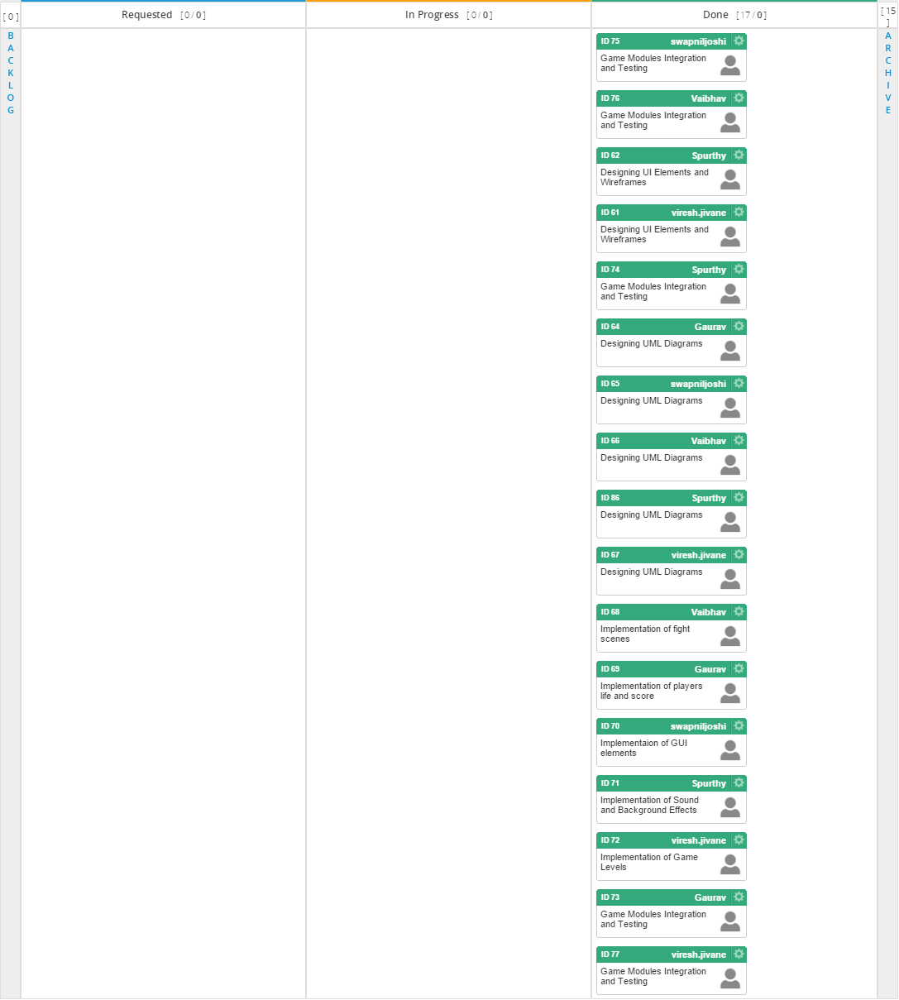 [ 0 ]
Requested [ 0 / 0 ]
In Progress [ 0 / 0 ]
Done [ 17 / 0 ]
[ 15
]
B
A
C
K
L
O
G
ID 75 swapniljoshi
Game Modules Integration
and Testing
ID 76 Vaibhav
Game Modules Integration
and Testing
ID 62 Spurthy
Designing UI Elements and
Wireframes
ID 61 viresh.jivane
Designing UI Elements and
Wireframes
ID 74 Spurthy
Game Modules Integration
and Testing
ID 64 Gaurav
Designing UML Diagrams
ID 65 swapniljoshi
Designing UML Diagrams
ID 66 Vaibhav
Designing UML Diagrams
ID 86 Spurthy
Designing UML Diagrams
ID 67 viresh.jivane
Designing UML Diagrams
ID 68 Vaibhav
Implementation of fight
scenes
ID 69 Gaurav
Implementation of players
life and score
ID 70 swapniljoshi
Implementaion of GUI
elements
ID 71 Spurthy
Implementation of Sound
and Background Effects
ID 72 viresh.jivane
Implementation of Game
Levels
ID 73 Gaurav
Game Modules Integration
and Testing
ID 77 viresh.jivane
Game Modules Integration
and Testing
A
R
C
H
I
V
E